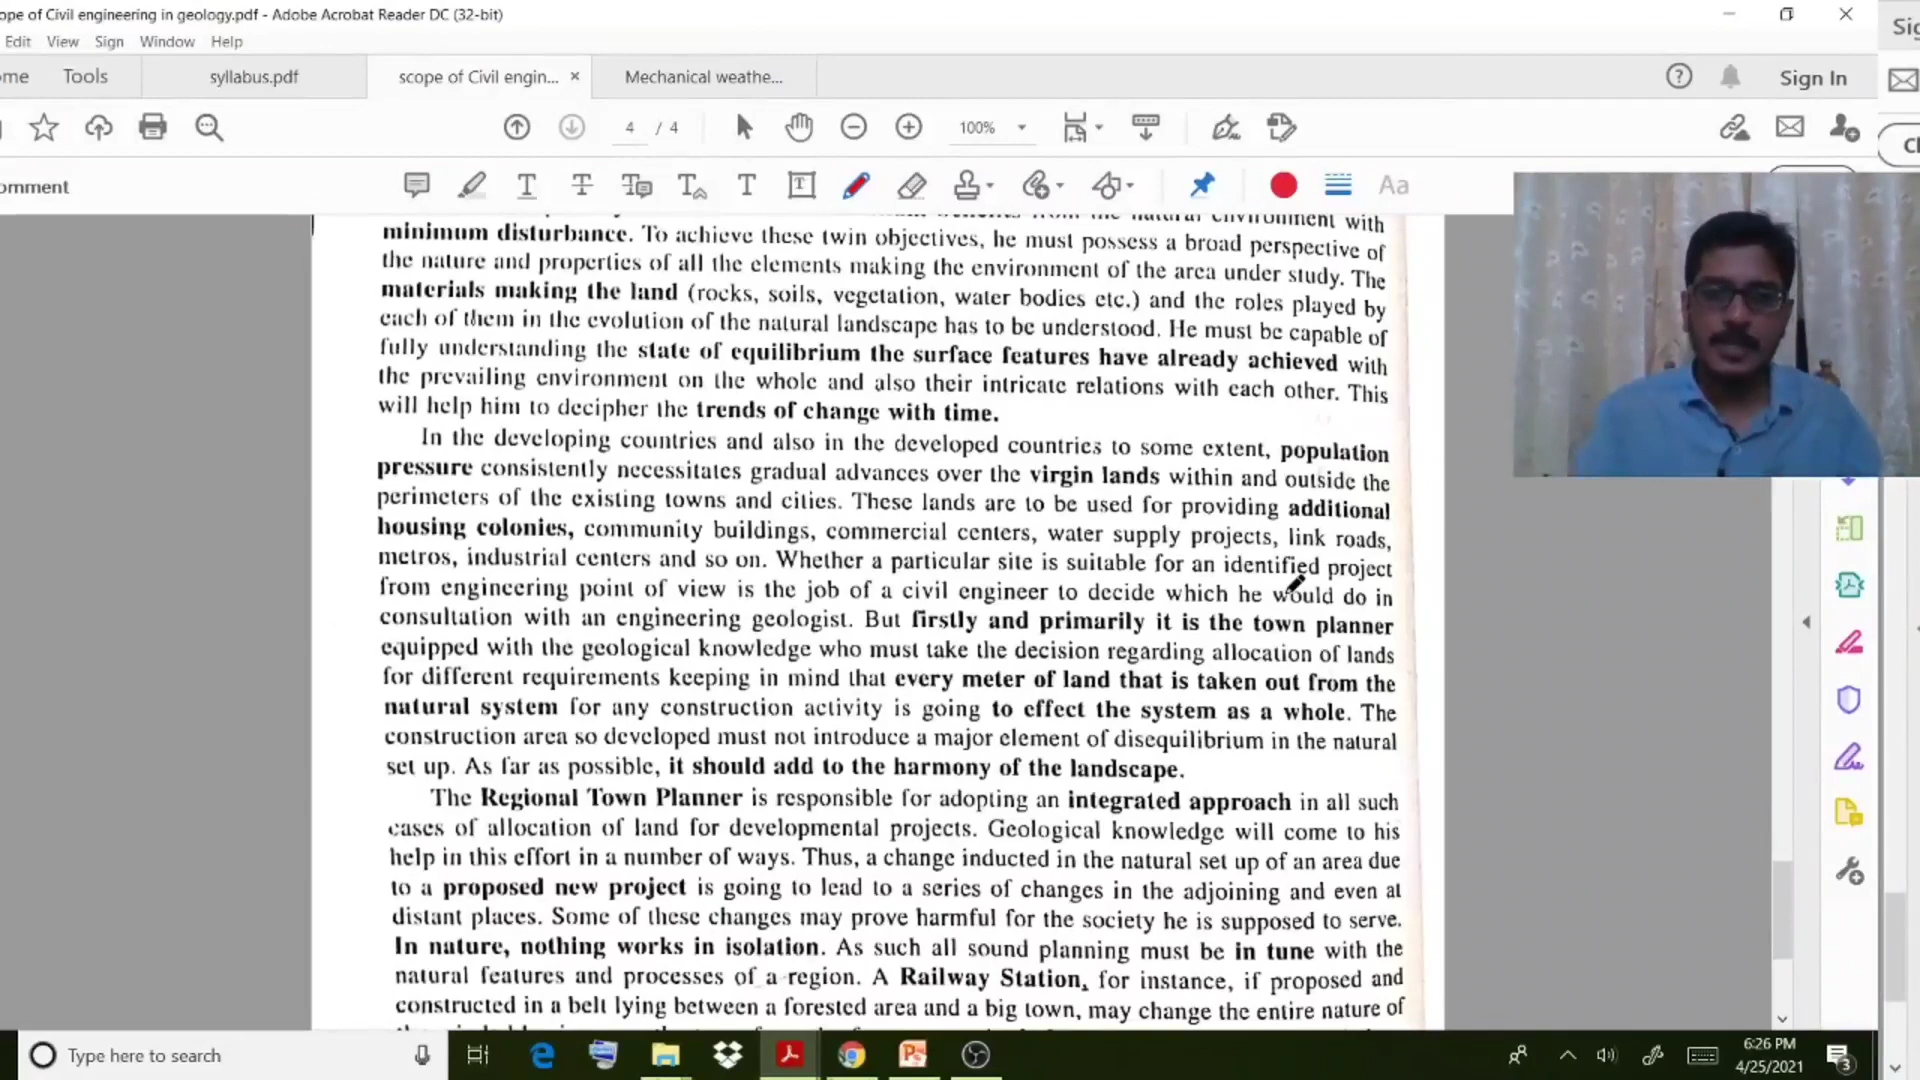 ope of Civil engineering in geology.pdf - Adobe Acrobat Reader DC (32-bit)
Edit View Sign Window Help
ome Tools syllabus.pdf scope of Civil engin... × Mechanical weathe... Sign In
4 / 4 100%
omment Aa
the natural environment with
minimum disturbance. To achieve these twin objectives, he must possess a broad perspective of
the nature and properties of all the elements making the environment of the area under study. The
materials making the land (rocks, soils, vegetation, water bodies etc.) and the roles played by
each of them in the evolution of the natural landscape has to be understood. He must be capable of
fully understanding the state of equilibrium the surface features have already achieved with
the prevailing environment on the whole and also their intricate relations with each other. This
will help him to decipher the trends of change with time.
In the developing countries and also in the developed countries to some extent, population
pressure consistently necessitates gradual advances over the virgin lands within and outside the
perimeters of the existing towns and cities. These lands are to be used for providing additional
housing colonies, community buildings, commercial centers, water supply projects, link roads,
metros, industrial centers and so on. Whether a particular site is suitable for an identified project
from engineering point of view is the job of a civil engineer to decide which he would do in
consultation with an engineering geologist. But firstly and primarily it is the town planner
equipped with the geological knowledge who must take the decision regarding allocation of lands
for different requirements keeping in mind that every meter of land that is taken out from the
natural system for any construction activity is going to effect the system as a whole. The
construction area so developed must not introduce a major element of disequilibrium in the natural
set up. As far as possible, it should add to the harmony of the landscape.
The Regional Town Planner is responsible for adopting an integrated approach in all such
cases of allocation of land for developmental projects. Geological knowledge will come to his
help in this effort in a number of ways. Thus, a change inducted in the natural set up of an area due
to a proposed new project is going to lead to a series of changes in the adjoining and even at
distant places. Some of these changes may prove harmful for the society he is supposed to serve.
In nature, nothing works in isolation. As such all sound planning must be in tune with the
natural features and processes of a region. A Railway Station, for instance, if proposed and
constructed in a belt lying between a forested area and a big town, may change the entire nature of
Type here to search
6:26 PM
4/25/2021
3